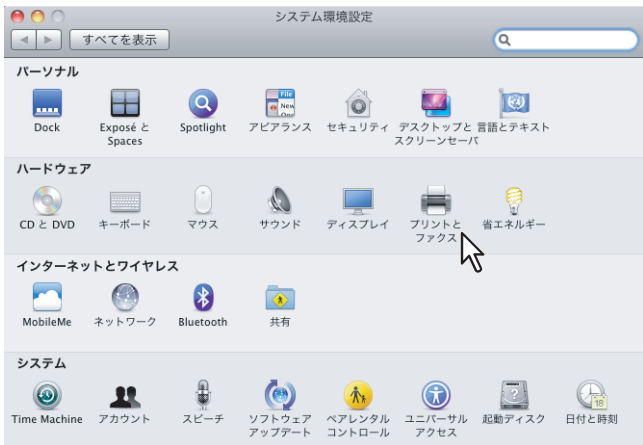 システム環境設定
すべてを表示
パーソナル
Dock
Exposé と
Spaces
Spotlight
File
New
アピアランス
セキュリティ
デスクトップと
スクリーンセーバ
言語とテキスト
ハードウェア
CD と DVD
キーボード
マウス
サウンド
ディスプレイ
プリントと
ファクス
省エネルギー
インターネットとワイヤレス
MobileMe
ネットワーク
Bluetooth
共有
システム
Time Machine
アカウント
スピーチ
ソフトウェア
アップデート
ペアレンタル
コントロール
ユニバーサル
アクセス
?
起動ディスク
18
日付と時刻